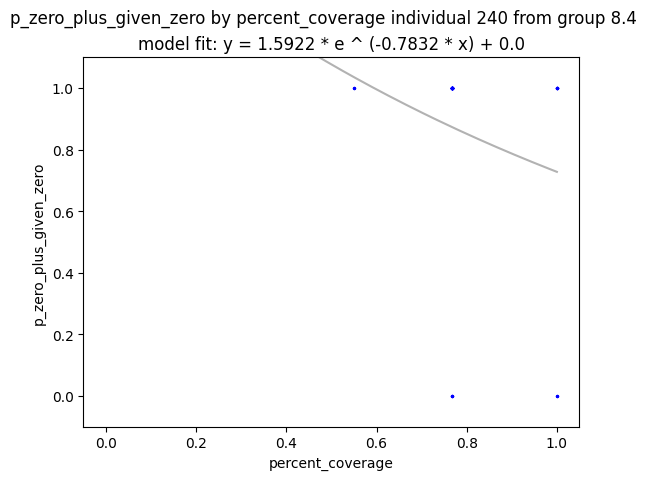 p_zero_plus_given_zero by percent_coverage individual 240 from group 8.4
model fit: y = 1.5922 * e ^ (-0.7832 * x) + 0.0
1.0
0.8
0.6
0.4
0.2
0.0
p_zero_plus_given_zero
0.0 0.2 0.4 0.6 0.8 1.0
percent_coverage